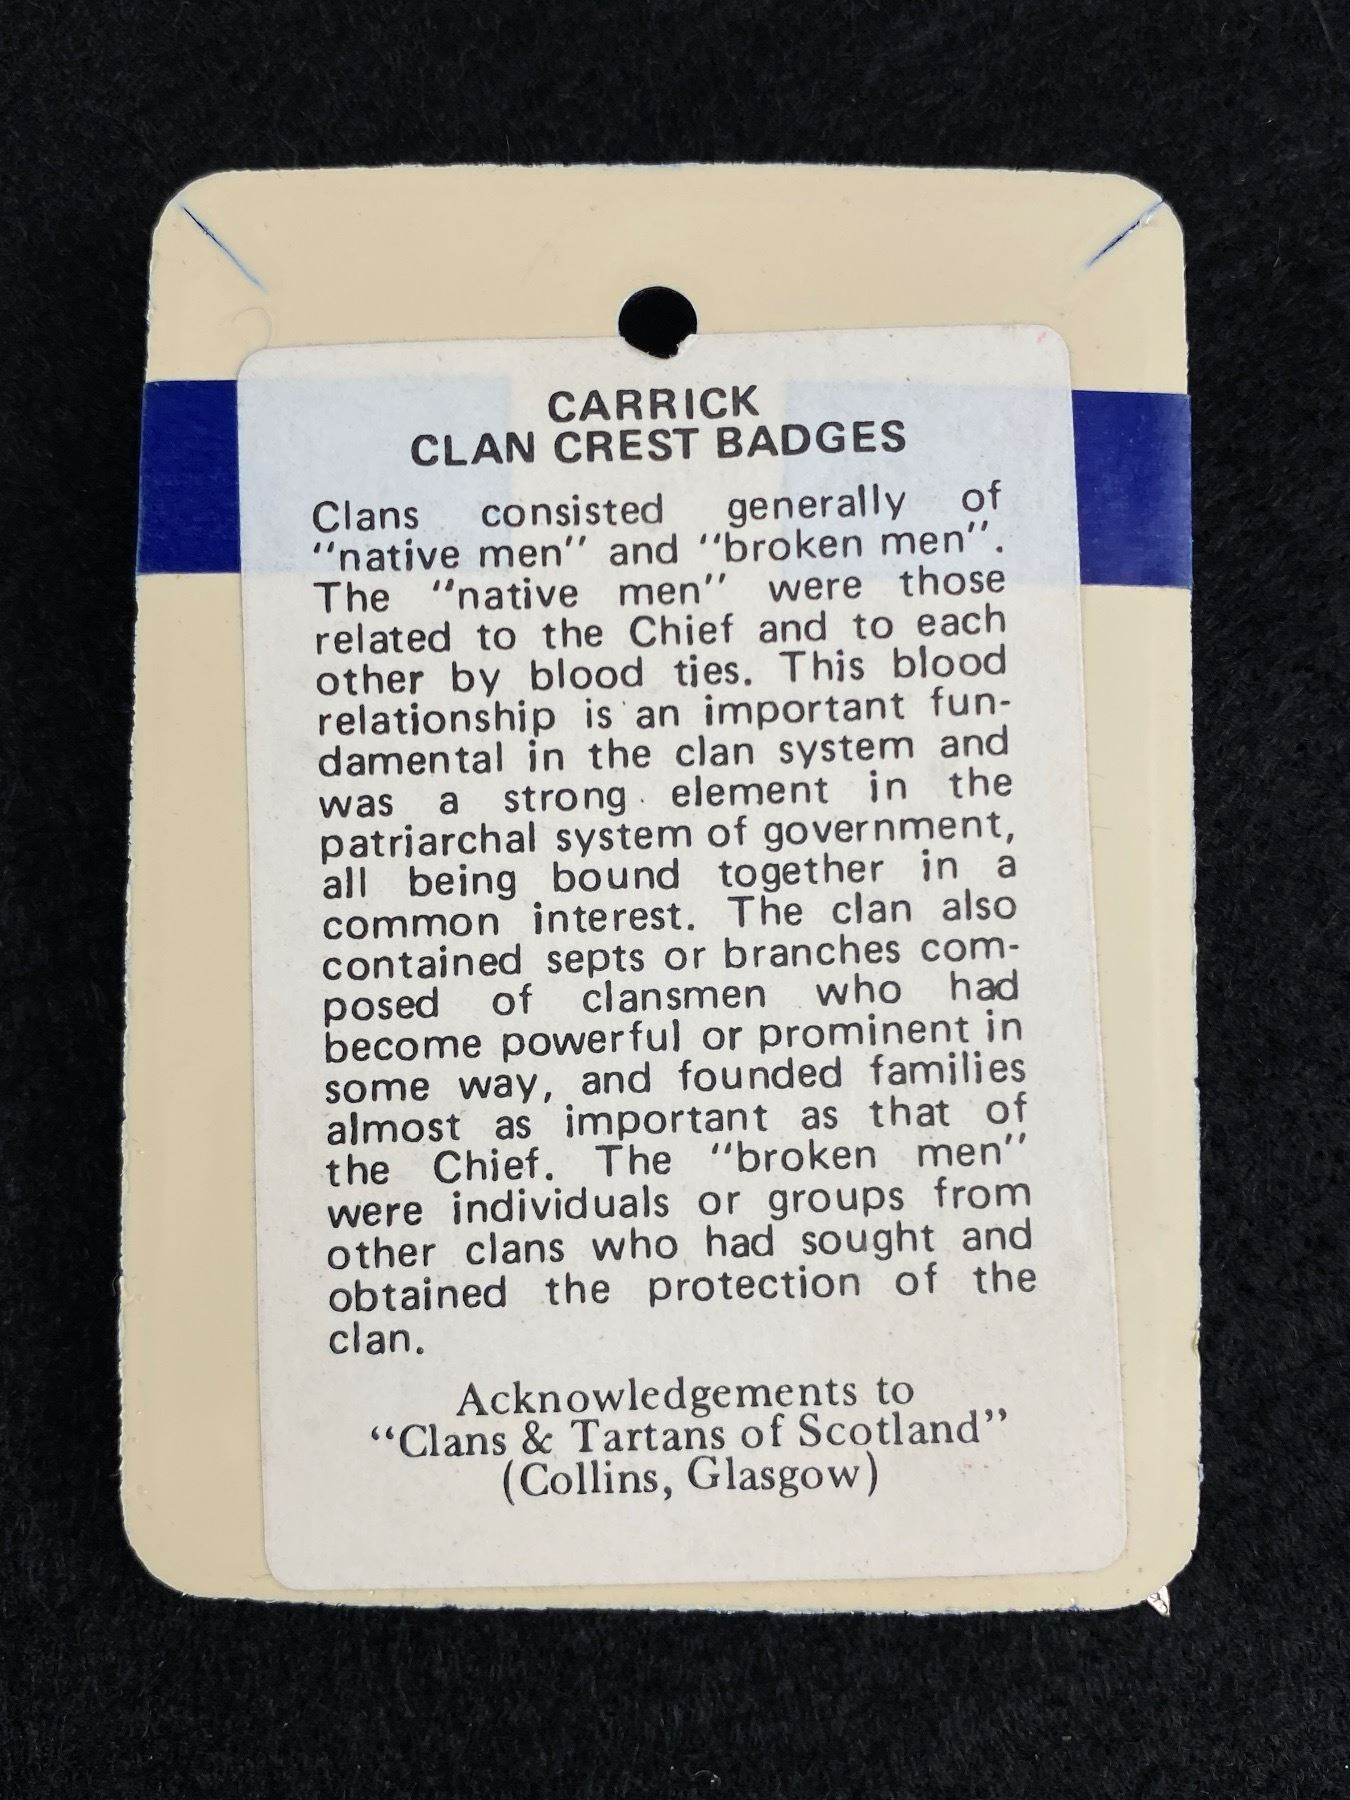 CARRICK
CLAN CREST BADGES
Clans consisted generally of
"native men" and "broken men".
The "native men" were those
related to the Chief and to each
other by blood ties. This blood
relationship is an important fun-
damental in the clan system and
was a strong element in the
patriarchal system of government,
all being bound together in a
common interest. The clan also
contained septs or branches com-
posed of clansmen who had
become powerful or prominent in
some way, and founded families
almost as important as that of
the Chief. The "broken men"
were individuals or groups from
other clans who had sought and
obtained the protection of the
clan.
Acknowledgements to
"Clans & Tartans of Scotland"
(Collins, Glasgow)